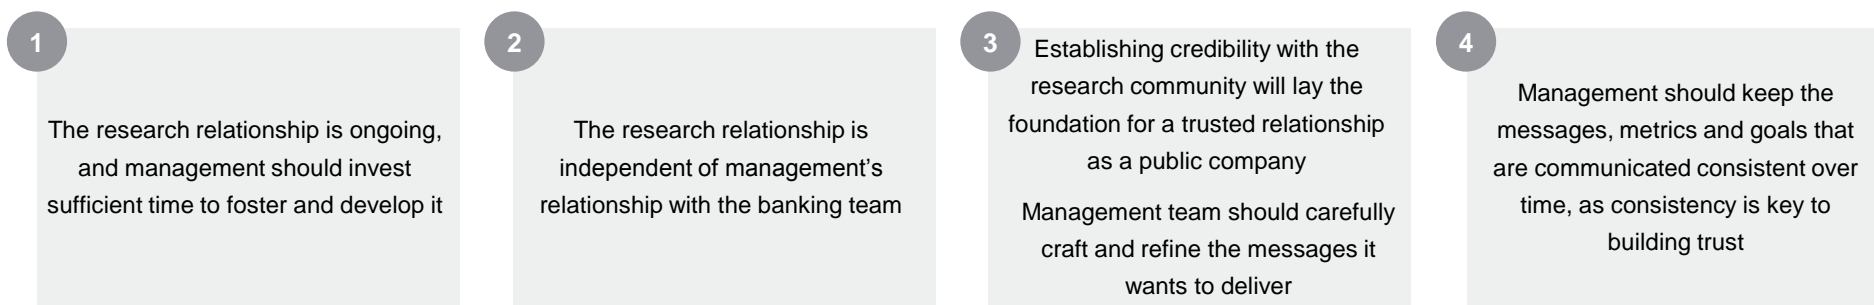 1
The research relationship is ongoing,
and management should invest
sufficient time to foster and develop it
2
The research relationship is
independent of management’s
relationship with the banking team
3
Establishing credibility with the
research community will lay the
foundation for a trusted relationship
as a public company
Management team should carefully
craft and refine the messages it
wants to deliver
4
Management should keep the
messages, metrics and goals that
are communicated consistent over
time, as consistency is key to
building trust